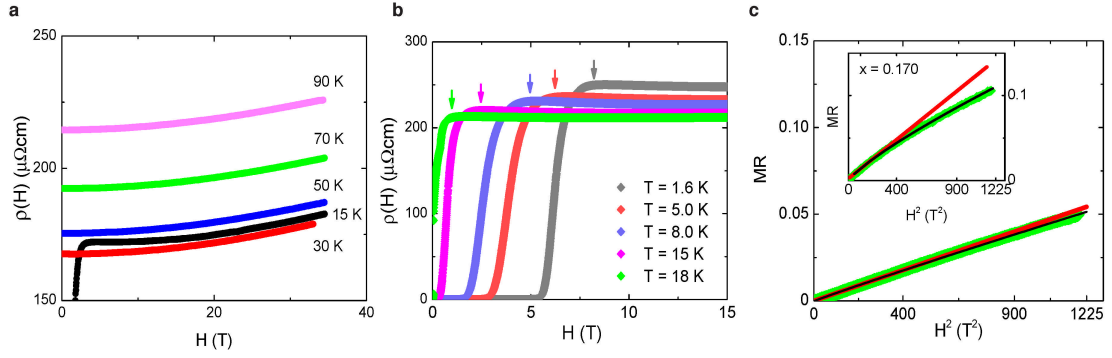 a
b
c
250
200
150
ρ(H) (μΩcm)
90 K
70 K
50 K
15 K
30 K
0
20
40
H (T)
300
200
100
0
ρ(H) (μΩcm)
T = 1.6 K
T = 5.0 K
T = 8.0 K
T = 15 K
T = 18 K
0
5
10
15
H (T)
0.15
0.10
0.05
0
MR
x = 0.170
MR
0.1
0
0
400
900
1225
H² (T²)
0
400
900
1225
H² (T²)